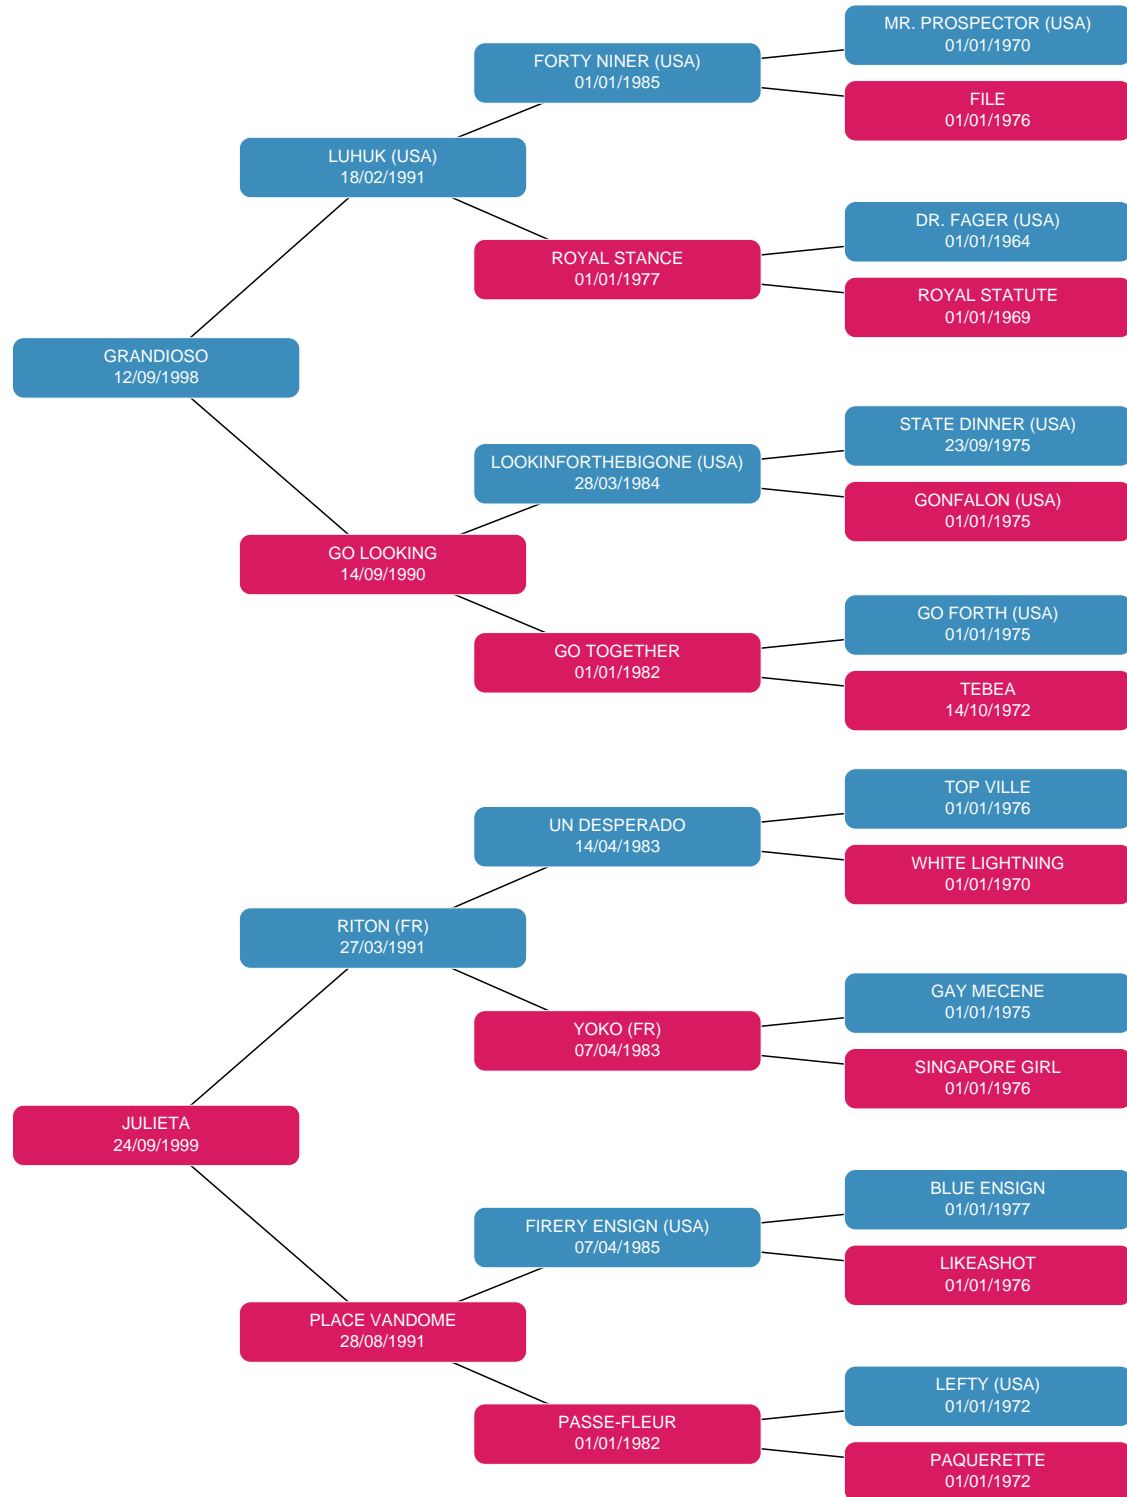 MR. PROSPECTOR (USA)
01/01/1970
FORTY NINER (USA)
01/01/1985
FILE
01/01/1976
LUHUK (USA)
18/02/1991
DR. FAGER (USA)
01/01/1964
ROYAL STANCE
01/01/1977
ROYAL STATUTE
01/01/1969
GRANDIOSO
12/09/1998
STATE DINNER (USA)
23/09/1975
LOOKINFORTHEBIGONE (USA)
28/03/1984
GONFALON (USA)
01/01/1975
GO LOOKING
14/09/1990
GO FORTH (USA)
01/01/1975
GO TOGETHER
01/01/1982
TEBEA
14/10/1972
TOP VILLE
01/01/1976
UN DESPERADO
14/04/1983
WHITE LIGHTNING
01/01/1970
RITON (FR)
27/03/1991
GAY MECENE
01/01/1975
YOKO (FR)
07/04/1983
SINGAPORE GIRL
01/01/1976
JULIETA
24/09/1999
BLUE ENSIGN
01/01/1977
FIRERY ENSIGN (USA)
07/04/1985
LIKEASHOT
01/01/1976
PLACE VANDOME
28/08/1991
LEFTY (USA)
01/01/1972
PASSE-FLEUR
01/01/1982
PAQUERETTE
01/01/1972